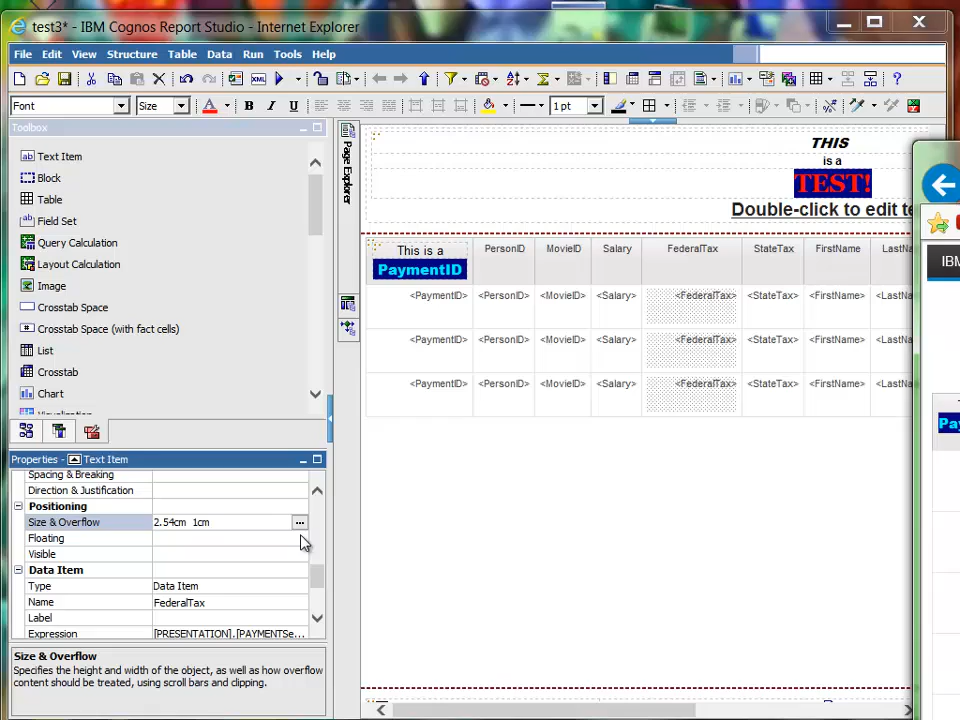 test3* - IBM Cognos Report Studio - Internet Explorer
File Edit View Structure Table Data Run Tools Help
Font Size A B I U 1 pt
Toolbox
Text Item
Block
Table
Field Set
Query Calculation
Layout Calculation
Image
Crosstab Space
Crosstab Space (with fact cells)
List
Crosstab
Chart
Visualization
Page Explorer
THIS
is a
TEST!
Double-click to edit te
This is a
PaymentID
PersonID MovieID Salary FederalTax StateTax FirstName LastN
<PaymentID> <PersonID> <MovieID> <Salary> <FederalTax> <StateTax> <FirstName> <LastNa
<PaymentID> <PersonID> <MovieID> <Salary> <FederalTax> <StateTax> <FirstName> <LastNa
<PaymentID> <PersonID> <MovieID> <Salary> <FederalTax> <StateTax> <FirstName> <LastNa
Properties - Text Item
Spacing & Breaking
Direction & Justification
Positioning
Size & Overflow 2.54cm 1cm ...
Floating
Visible
Data Item
Type Data Item
Name FederalTax
Label
Expression [PRESENTATION].[PAYMENTSe...
Size & Overflow
Specifies the height and width of the object, as well as how overflow
content should be treated, using scroll bars and clipping.
IBM
Pay